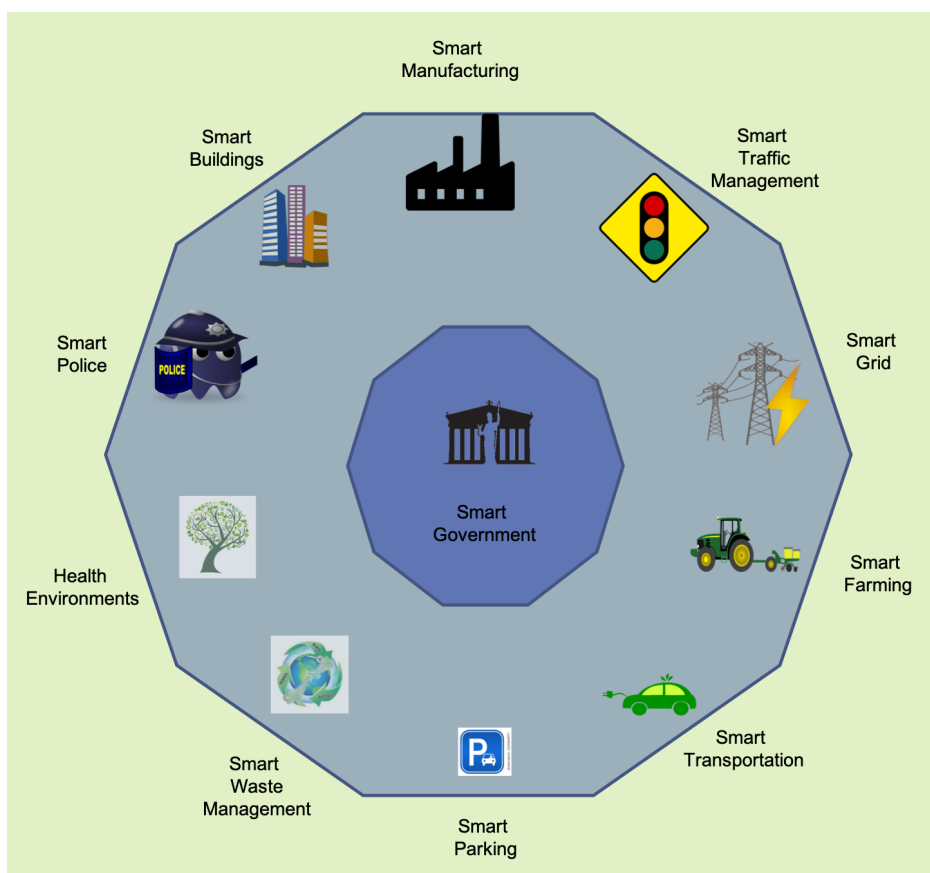 Smart
Manufacturing
Smart
Buildings
Smart
Traffic
Management
Smart
Police
POLICE
Smart
Grid
Smart
Government
Health
Environments
Smart
Farming
Smart
Waste
Management
Smart
Transportation
P
Smart
Parking